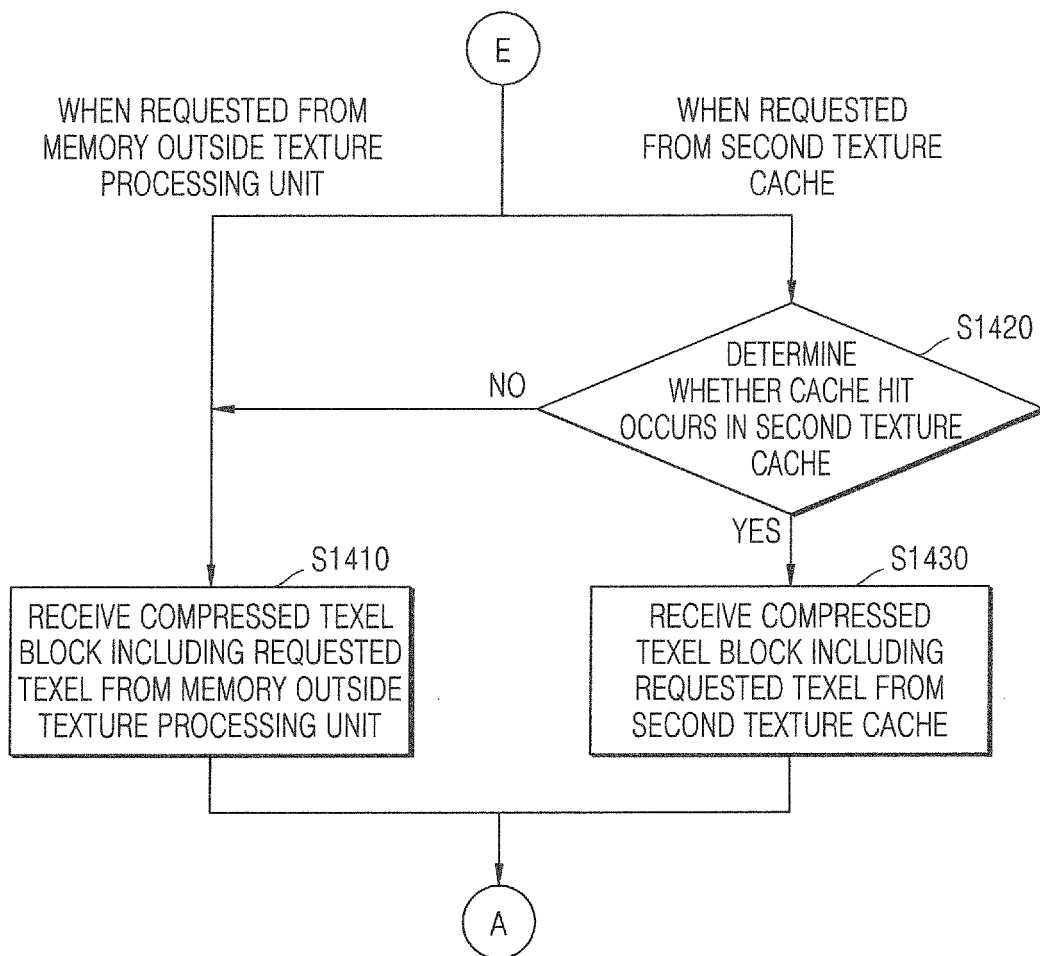 E
WHEN REQUESTED FROM
MEMORY OUTSIDE TEXTURE
PROCESSING UNIT
WHEN REQUESTED
FROM SECOND TEXTURE
CACHE
S1420
DETERMINE
WHETHER CACHE HIT
OCCURS IN SECOND TEXTURE
CACHE
NO
YES
S1410
RECEIVE COMPRESSED TEXEL
BLOCK INCLUDING REQUESTED
TEXEL FROM MEMORY OUTSIDE
TEXTURE PROCESSING UNIT
S1430
RECEIVE COMPRESSED
TEXEL BLOCK INCLUDING
REQUESTED TEXEL FROM
SECOND TEXTURE CACHE
A